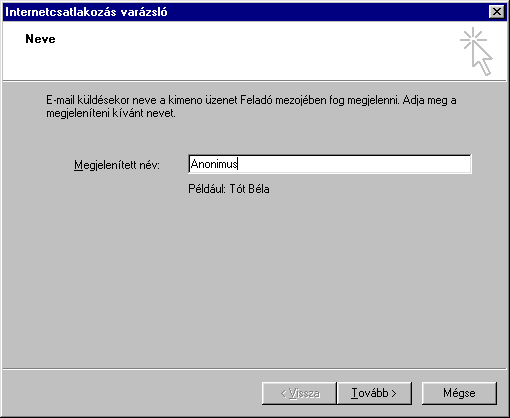 Internetcsatlakozás varázsló
Neve
E-mail küldésekor neve a kimeno üzenet Feladó mezojében fog megjelenni. Adja meg a
megjeleníteni kívánt nevet.
Megjelenített név: Anonimus
Például: Tót Béla
< Vissza Tovább > Mégse